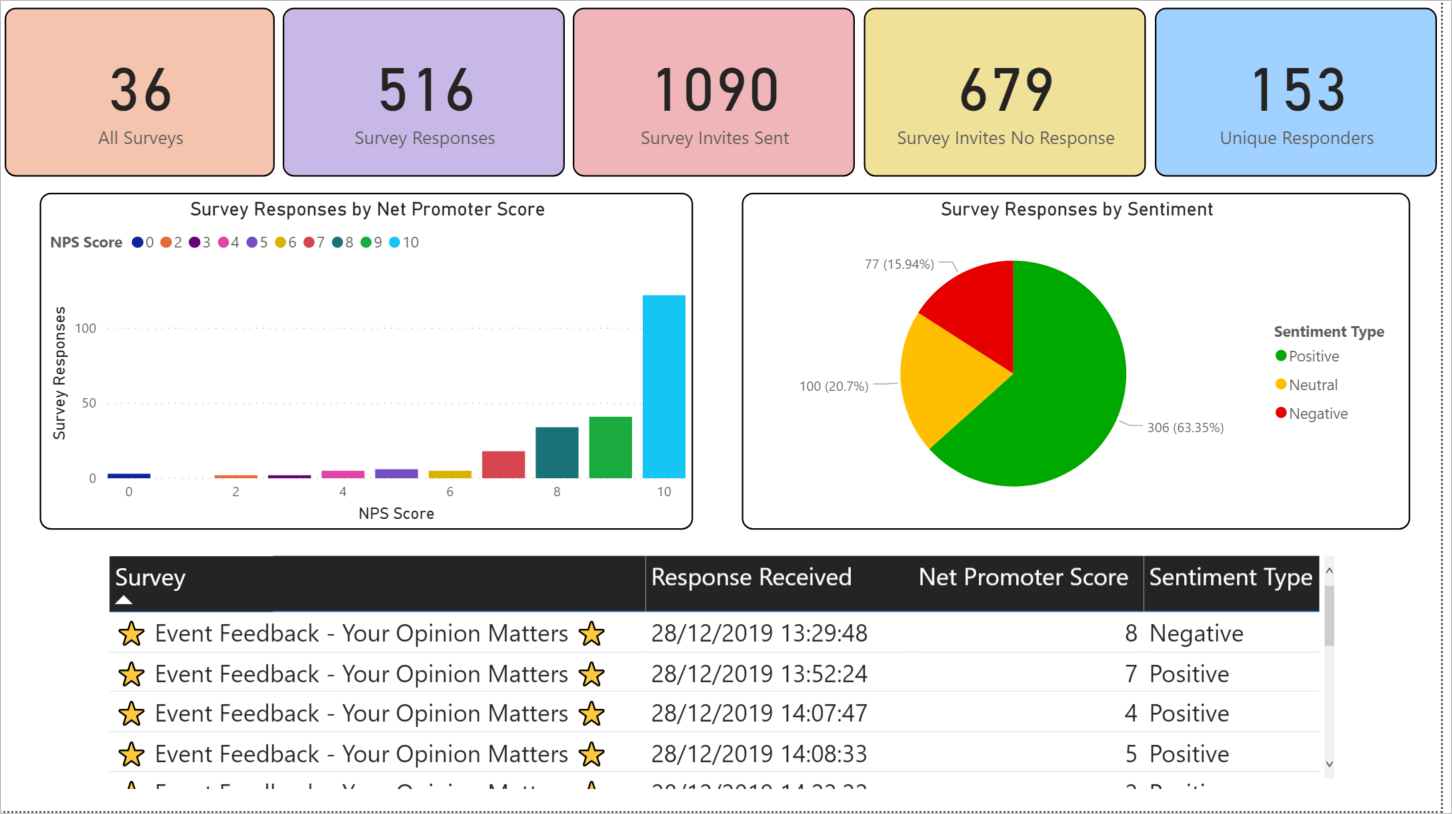 36
All Surveys
516
Survey Responses
1090
Survey Invites Sent
679
Survey Invites No Response
153
Unique Responders
Survey Responses by Net Promoter Score
NPS Score 0 2 3 4 5 6 7 8 9 10
Survey Responses
100
50
0
0 2 4 6 8 10
NPS Score
Survey Responses by Sentiment
77 (15.94%)
100 (20.7%)
306 (63.35%)
Sentiment Type
Positive
Neutral
Negative
Survey Response Received Net Promoter Score Sentiment Type
⭐ Event Feedback - Your Opinion Matters ⭐ 28/12/2019 13:29:48 8 Negative
⭐ Event Feedback - Your Opinion Matters ⭐ 28/12/2019 13:52:24 7 Positive
⭐ Event Feedback - Your Opinion Matters ⭐ 28/12/2019 14:07:47 4 Positive
⭐ Event Feedback - Your Opinion Matters ⭐ 28/12/2019 14:08:33 5 Positive